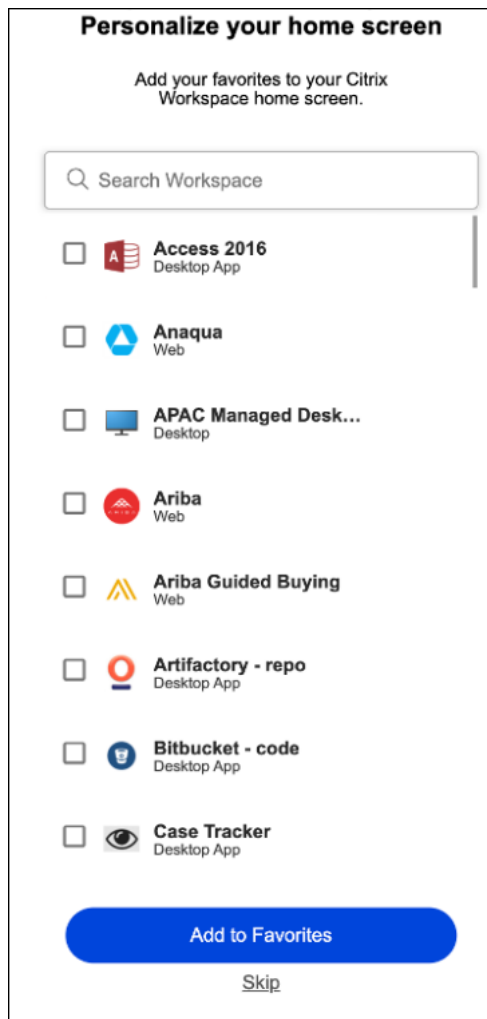 Personalize your home screen
Add your favorites to your Citrix
Workspace home screen.
Search Workspace
Access 2016
Desktop App
Anaqua
Web
APAC Managed Desk...
Desktop
Ariba
Web
Ariba Guided Buying
Web
Artifactory - repo
Desktop App
Bitbucket - code
Desktop App
Case Tracker
Desktop App
Add to Favorites
Skip